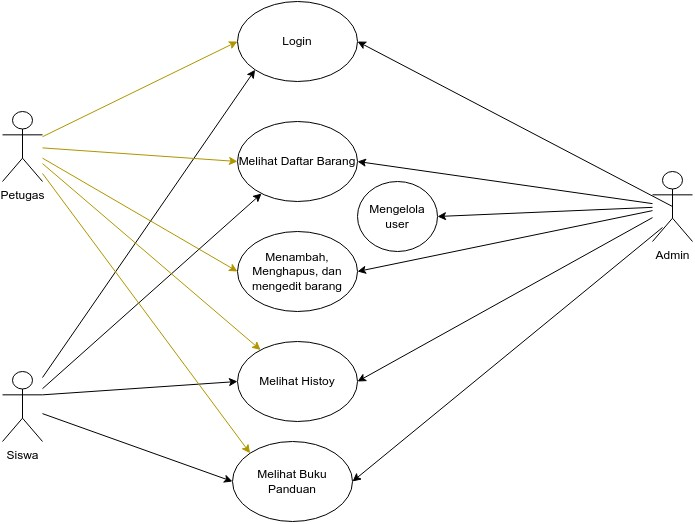 Login
Petugas
Melihat Daftar Barang
Mengelola
user
Admin
Menambah,
Menghapus, dan
mengedit barang
Melihat Histoy
Siswa
Melihat Buku
Panduan